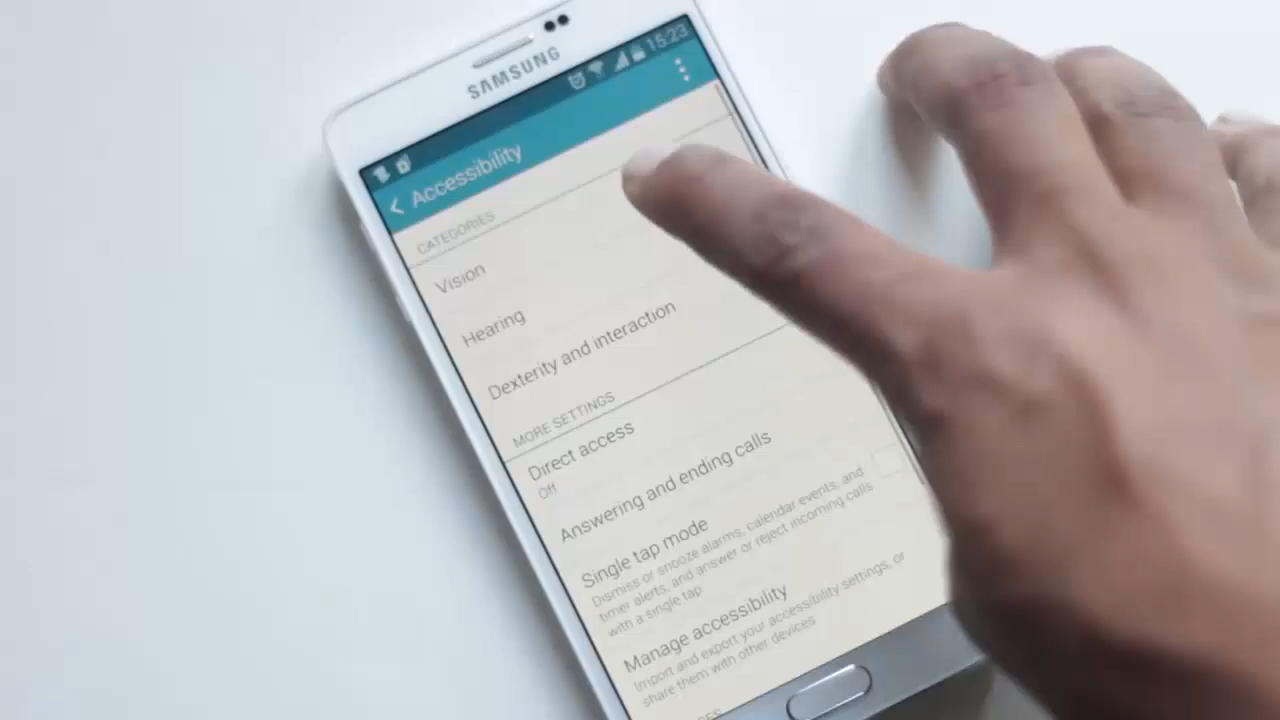 SAMSUNG
15:23
Accessibility
CATEGORIES
Vision
Hearing
Dexterity and interaction
MORE SETTINGS
Direct access
Off
Answering and ending calls
Single tap mode
Dismiss or snooze alarms, calendar events, and
timer alerts, and answer or reject incoming calls
with a single tap
Manage accessibility
Import and export your accessibility settings, or
share them with other devices